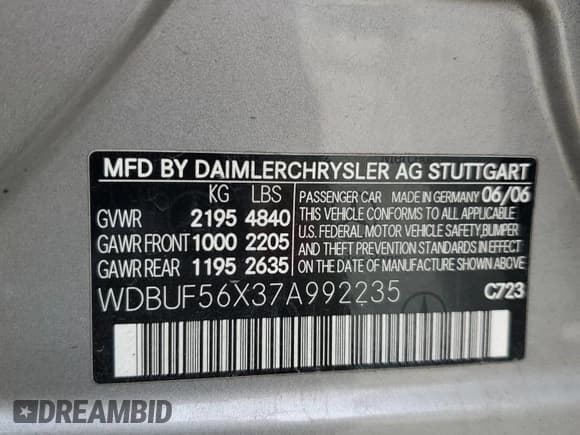 MFD BY DAIMLERCHRYSLER AG STUTTGART
KG LBS
GVWR 2195 4840
GAWR FRONT 1000 2205
GAWR REAR 1195 2635
PASSENGER CAR MADE IN GERMANY 06/06
THIS VEHICLE CONFORMS TO ALL APPLICABLE
U.S. FEDERAL MOTOR VEHICLE SAFETY, BUMPER
AND THEFT PREVENTION STANDARDS IN EFFECT
ON THE DATE OF MANUFACTURE SHOWN ABOVE.
WDBUF56X37A992235
C723
DREAMBID